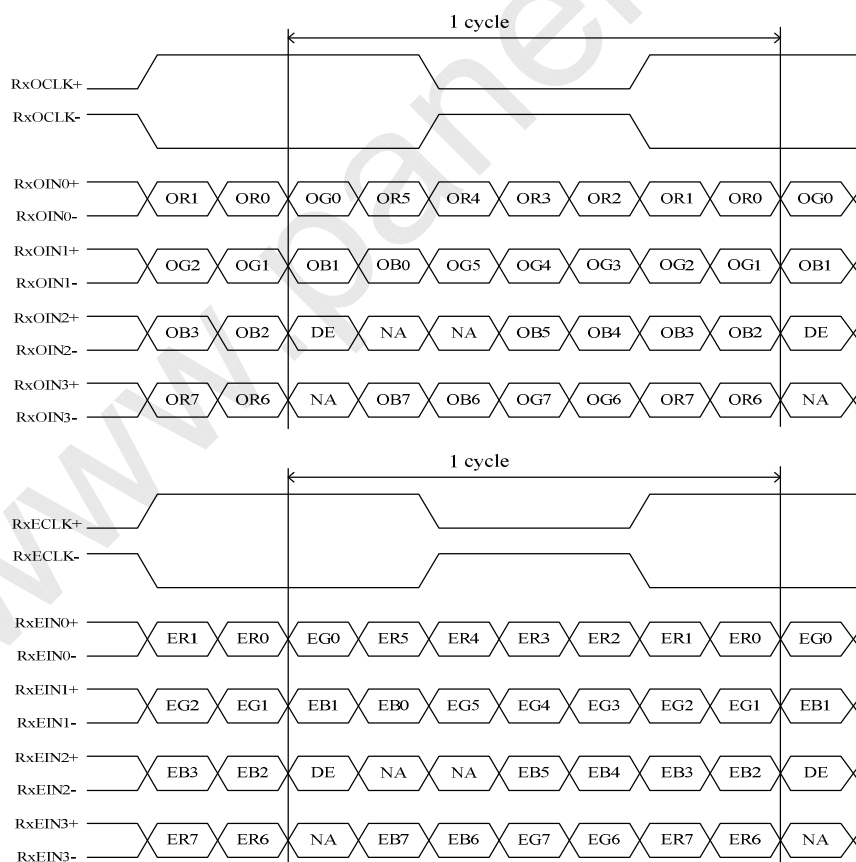 1 cycle
RxOCLK+
RxOCLK-
RxOIN0+
OR1 OR0 OG0 OR5 OR4 OR3 OR2 OR1 OR0 OG0
RxOIN0-
RxOIN1+
OG2 OG1 OB1 OB0 OG5 OG4 OG3 OG2 OG1 OB1
RxOIN1-
RxOIN2+
OB3 OB2 DE NA NA OB5 OB4 OB3 OB2 DE
RxOIN2-
RxOIN3+
OR7 OR6 NA OB7 OB6 OG7 OG6 OR7 OR6 NA
RxOIN3-
1 cycle
RxECLK+
RxECLK-
RxEIN0+
ER1 ER0 EG0 ER5 ER4 ER3 ER2 ER1 ER0 EG0
RxEIN0-
RxEIN1+
EG2 EG1 EB1 EB0 EG5 EG4 EG3 EG2 EG1 EB1
RxEIN1-
RxEIN2+
EB3 EB2 DE NA NA EB5 EB4 EB3 EB2 DE
RxEIN2-
RxEIN3+
ER7 ER6 NA EB7 EB6 EG7 EG6 ER7 ER6 NA
RxEIN3-
www.pane